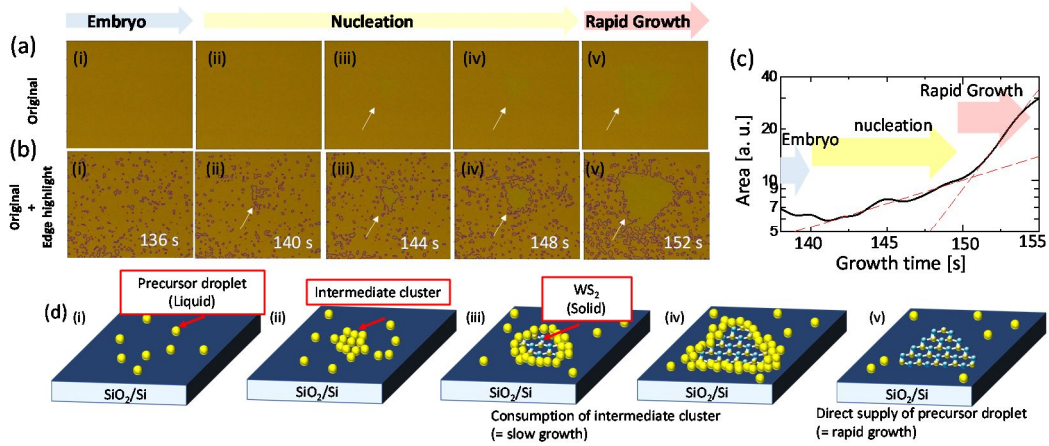 Embryo
Nucleation
Rapid Growth
(a)
Original
(i)
(ii)
(iii)
(iv)
(v)
(b)
Original
+
Edge highlight
(i)
(ii)
(iii)
(iv)
(v)
136 s
140 s
144 s
148 s
152 s
(c)
Area [a. u.]
40
20
10
9
7
5
140
145
150
155
Growth time [s]
Embryo
nucleation
Rapid Growth
(d)
(i)
Precursor droplet
(Liquid)
SiO2/Si
(ii)
Intermediate cluster
SiO2/Si
(iii)
WS2
(Solid)
SiO2/Si
Consumption of intermediate cluster
(= slow growth)
(iv)
SiO2/Si
(v)
SiO2/Si
Direct supply of precursor droplet
(= rapid growth)